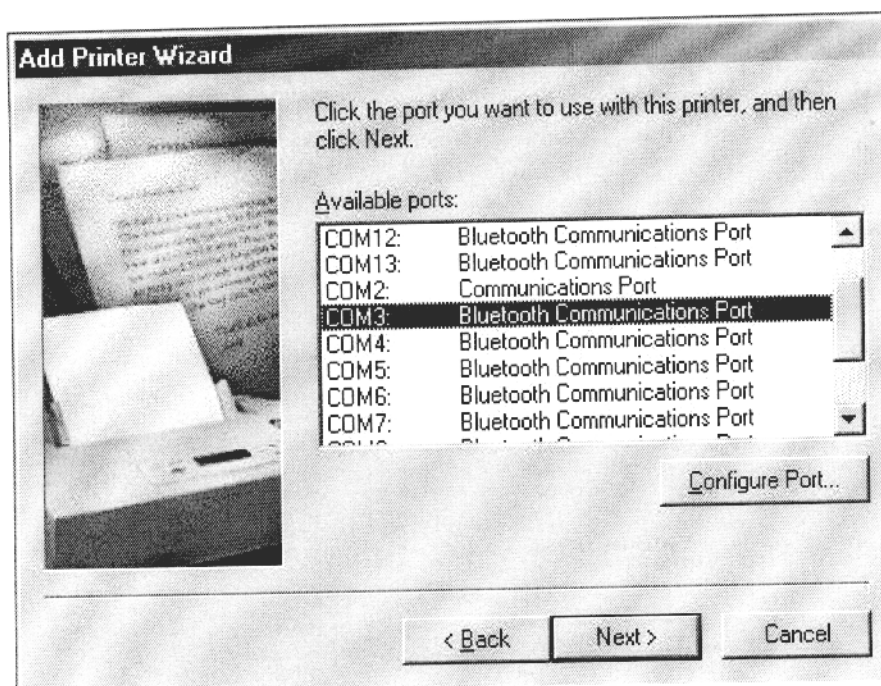 Add Printer Wizard
Click the port you want to use with this printer, and then
click Next.
Available ports:
COM12: Bluetooth Communications Port
COM13: Bluetooth Communications Port
COM2: Communications Port
COM3: Bluetooth Communications Port
COM4: Bluetooth Communications Port
COM5: Bluetooth Communications Port
COM6: Bluetooth Communications Port
COM7: Bluetooth Communications Port
Configure Port...
< Back
Next >
Cancel